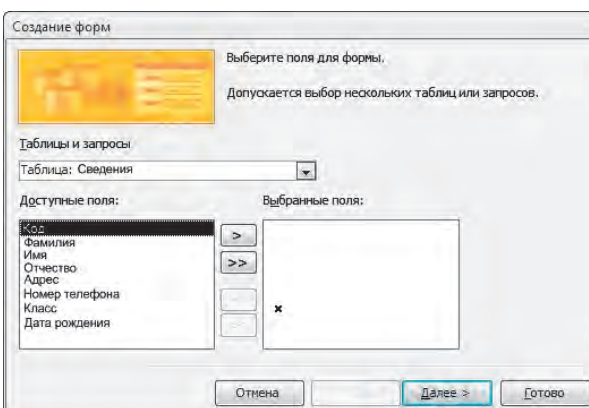 Создание форм
Выберите поля для формы.
Допускается выбор нескольких таблиц или запросов.
Таблицы и запросы
Таблица: Сведения
Доступные поля:
Выбранные поля:
Код
Фамилия
Имя
Отчество
Адрес
Номер телефона
Класс
Дата рождения
>
>>
Отмена
Далее >
Готово